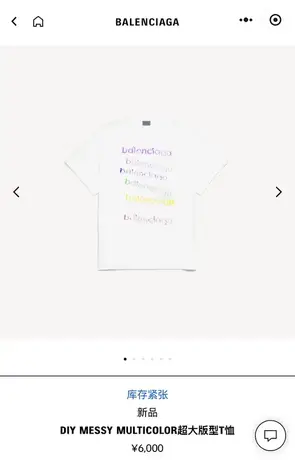 BALENCIAGA
balenciaga
balenciaga
balenciaga
balenciaga
balenciaga
balenciaga
库存紧张
新品
DIY MESSY MULTICOLOR超大版型T恤
¥6,000